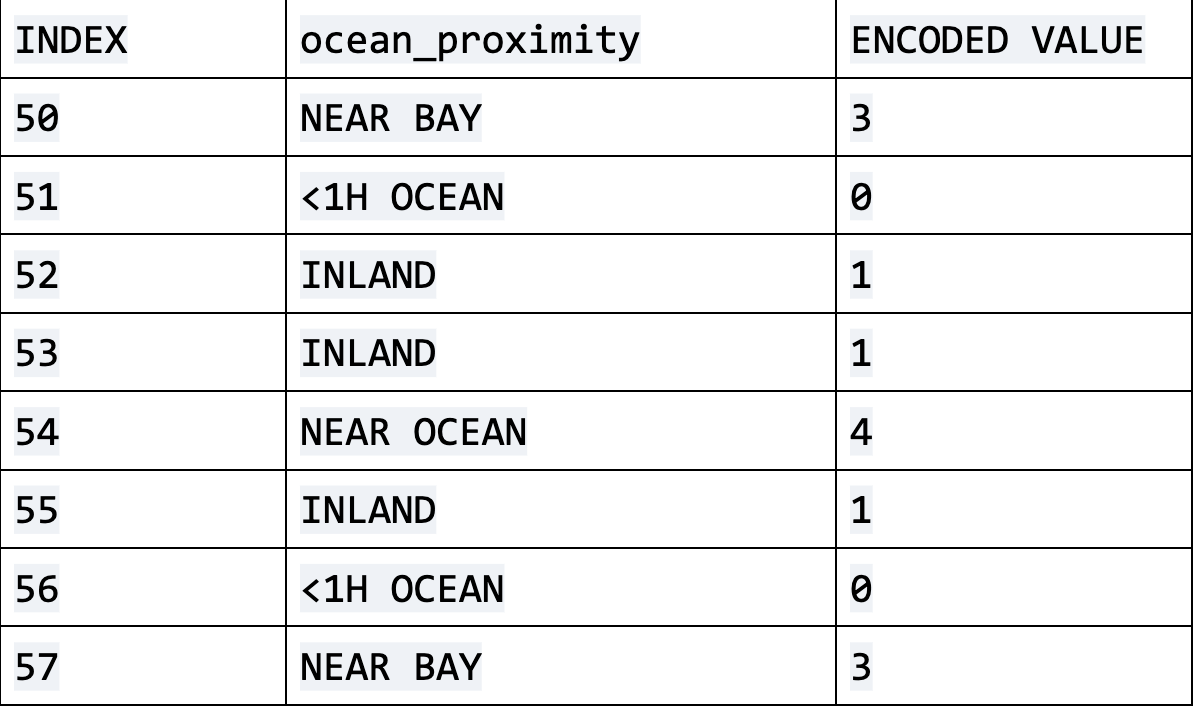 INDEX ocean_proximity ENCODED VALUE
50 NEAR BAY 3
51 <1H OCEAN 0
52 INLAND 1
53 INLAND 1
54 NEAR OCEAN 4
55 INLAND 1
56 <1H OCEAN 0
57 NEAR BAY 3